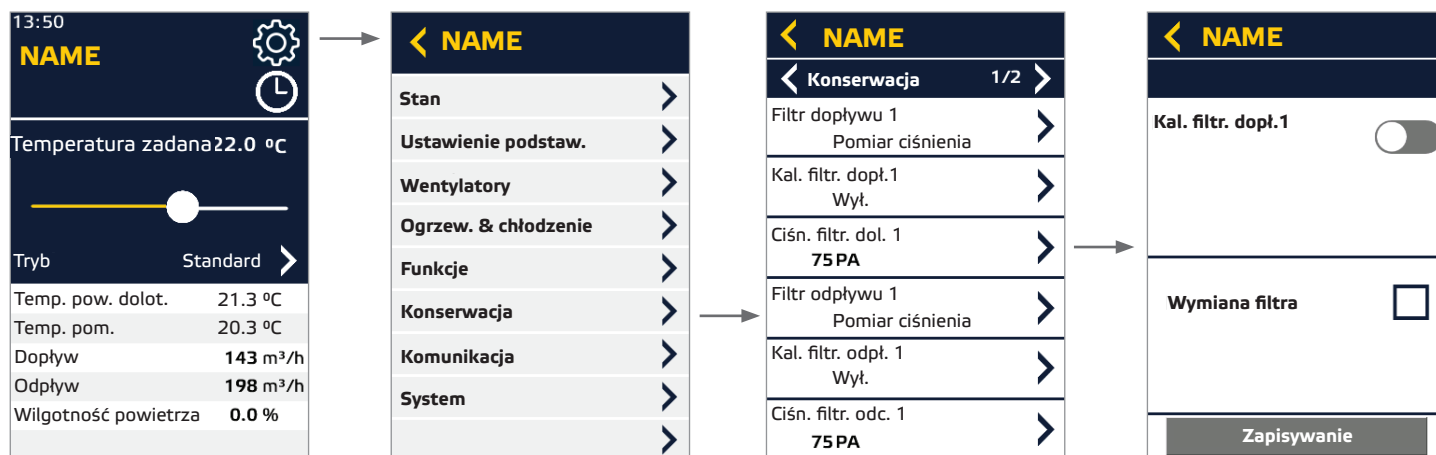 13:50
NAME
Temperatura zadana22.0 ºC
Tryb Standard
Temp. pow. dolot. 21.3 ºC
Temp. pom. 20.3 ºC
Dopływ 143 m³/h
Odpływ 198 m³/h
Wilgotność powietrza 0.0 %
NAME
Stan
Ustawienie podstaw.
Wentylatory
Ogrzew. & chłodzenie
Funkcje
Konserwacja
Komunikacja
System
NAME
Konserwacja 1/2
Filtr dopływu 1
Pomiar ciśnienia
Kal. filtr. dopł.1
Wył.
Ciśn. filtr. dol. 1
75 PA
Filtr odpływu 1
Pomiar ciśnienia
Kal. filtr. odpł. 1
Wył.
Ciśn. filtr. odc. 1
75 PA
NAME
Kal. filtr. dopł.1
Wymiana filtra
Zapisywanie